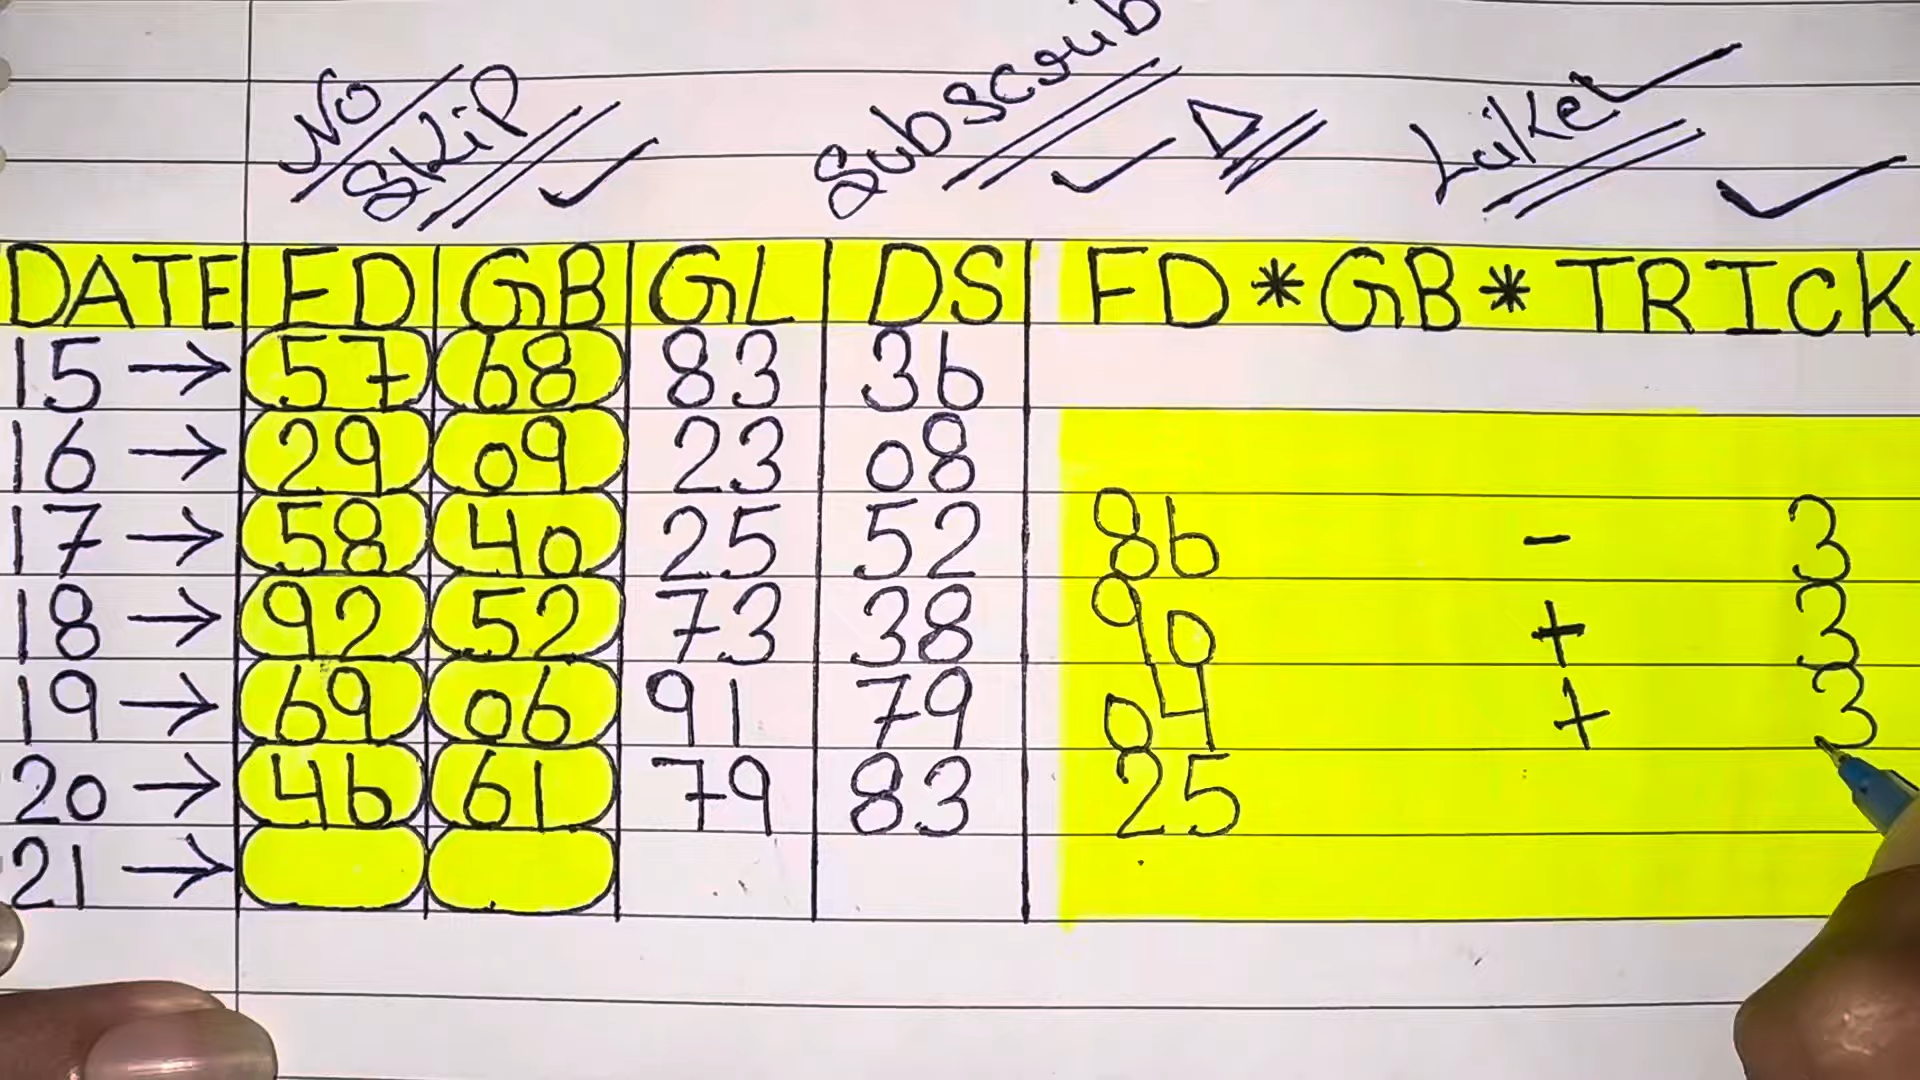 No
Skip
Subscrib
Like
DATE FD GB GL DS FD * GB * TRICK
15 → 57 68 83 36
16 → 29 09 23 08
17 → 58 40 25 52 86 - 3
18 → 92 52 73 38 90 + 3
19 → 69 06 91 79 04 + 3
20 → 46 61 79 83 25
21 →